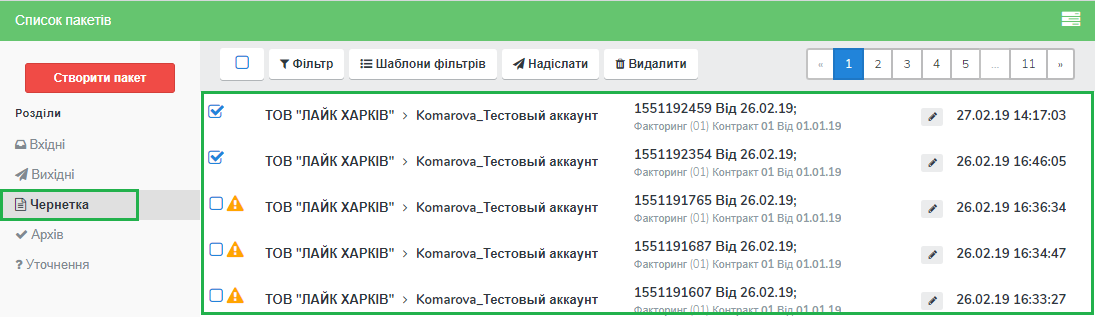 Список пакетів
Створити пакет
Розділи
Вхідні
Вихідні
Чернетка
Архів
? Уточнення
Фільтр Шаблони фільтрів Надіслати Видалити
« 1 2 3 4 5 ... 11 »
ТОВ "ЛАЙК ХАРКІВ" > Komarova_Тестовый аккаунт 1551192459 Від 26.02.19; 27.02.19 14:17:03
Факторинг (01) Контракт 01 Від 01.01.19
ТОВ "ЛАЙК ХАРКІВ" > Komarova_Тестовый аккаунт 1551192354 Від 26.02.19; 26.02.19 16:46:05
Факторинг (01) Контракт 01 Від 01.01.19
ТОВ "ЛАЙК ХАРКІВ" > Komarova_Тестовый аккаунт 1551191765 Від 26.02.19; 26.02.19 16:36:34
Факторинг (01) Контракт 01 Від 01.01.19
ТОВ "ЛАЙК ХАРКІВ" > Komarova_Тестовый аккаунт 1551191687 Від 26.02.19; 26.02.19 16:34:47
Факторинг (01) Контракт 01 Від 01.01.19
ТОВ "ЛАЙК ХАРКІВ" > Komarova_Тестовый аккаунт 1551191607 Від 26.02.19; 26.02.19 16:33:27
Факторинг (01) Контракт 01 Від 01.01.19